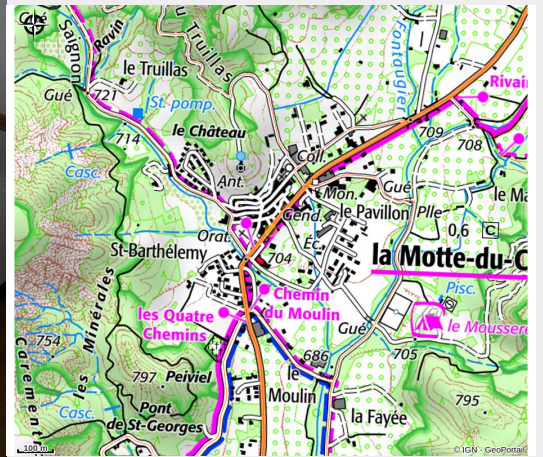 Saignon
Ravin
u Truillas
Fontaugier
le Truillas
Rivai
Gué
721
St. pomp.
714
le Château
709
708
Casc.
Coll.
Ant.
Mon.
Gué
le Ma
Gend.
le Pavillon
Plle
0,6 C
Orat.
Éc.
St-Barthélemy
704
la Motte-du-C
Pisc.
Chemin
du Moulin
les Quatre
Chemins
Gué
le Moussere
les Minérales
754
686
705
797
Peiviel
le
Moulin
795
Casc.
Pont
de St-Georges
la Fayée
100 m
© IGN - GeoPortail